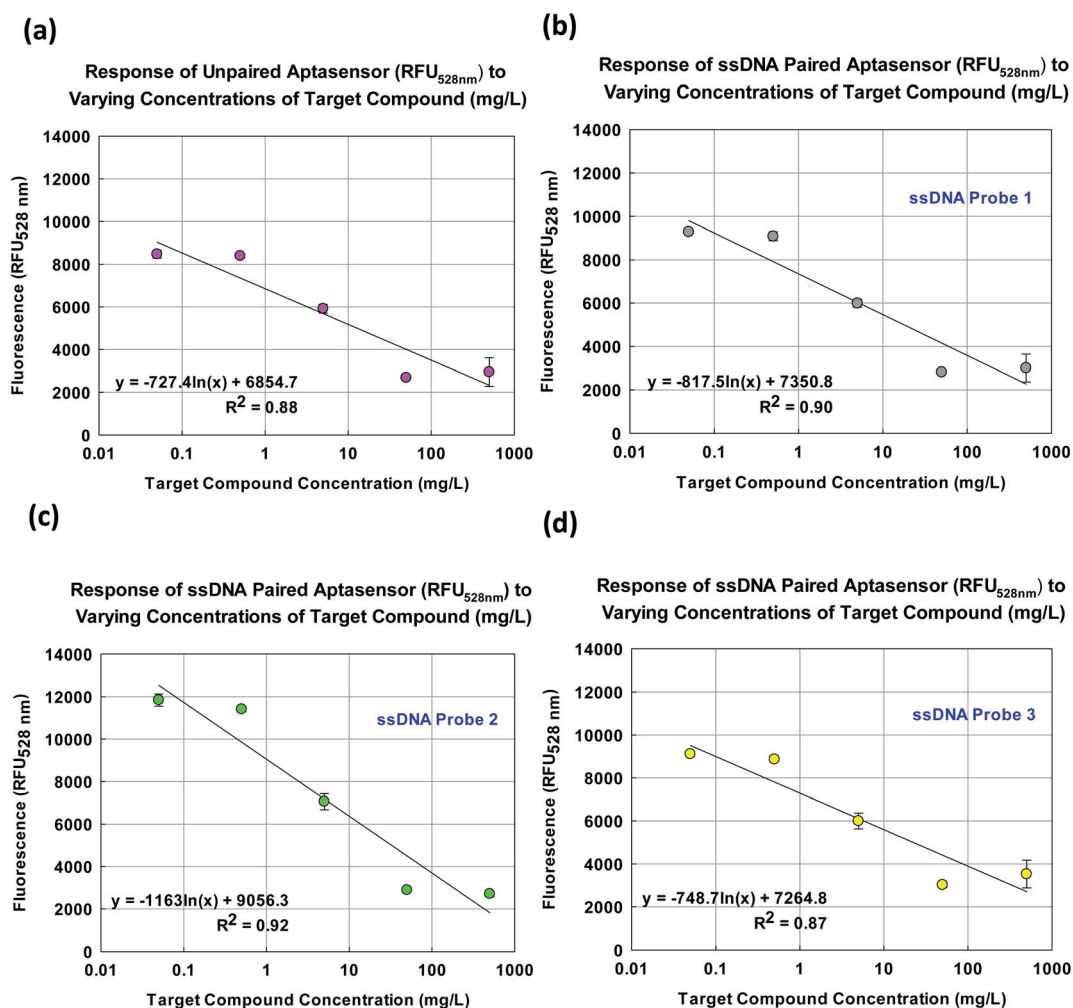 (a)
Response of Unpaired Aptasensor (RFU528nm) to
Varying Concentrations of Target Compound (mg/L)
14000
12000
10000
8000
6000
4000
2000
0
Fluorescence (RFU528 nm)
y = -727.4ln(x) + 6854.7
R2 = 0.88
0.01 0.1 1 10 100 1000
Target Compound Concentration (mg/L)
(b)
Response of ssDNA Paired Aptasensor (RFU528nm) to
Varying Concentrations of Target Compound (mg/L)
14000
12000
10000
8000
6000
4000
2000
0
Fluorescence (RFU528 nm)
ssDNA Probe 1
y = -817.5ln(x) + 7350.8
R2 = 0.90
0.01 0.1 1 10 100 1000
Target Compound Concentration (mg/L)
(c)
Response of ssDNA Paired Aptasensor (RFU528nm) to
Varying Concentrations of Target Compound (mg/L)
14000
12000
10000
8000
6000
4000
2000
0
Fluorescence (RFU528 nm)
ssDNA Probe 2
y = -1163ln(x) + 9056.3
R2 = 0.92
0.01 0.1 1 10 100 1000
Target Compound Concentration (mg/L)
(d)
Response of ssDNA Paired Aptasensor (RFU528nm) to
Varying Concentrations of Target Compound (mg/L)
14000
12000
10000
8000
6000
4000
2000
0
Fluorescence (RFU528 nm)
ssDNA Probe 3
y = -748.7ln(x) + 7264.8
R2 = 0.87
0.01 0.1 1 10 100 1000
Target Compound Concentration (mg/L)